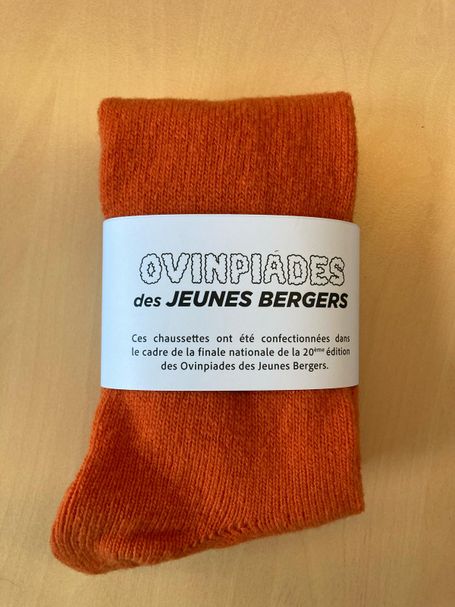 OVINPIADES
des JEUNES BERGERS
Ces chaussettes ont été confectionnées dans
le cadre de la finale nationale de la 20ème édition
des Ovinpiades des Jeunes Bergers.